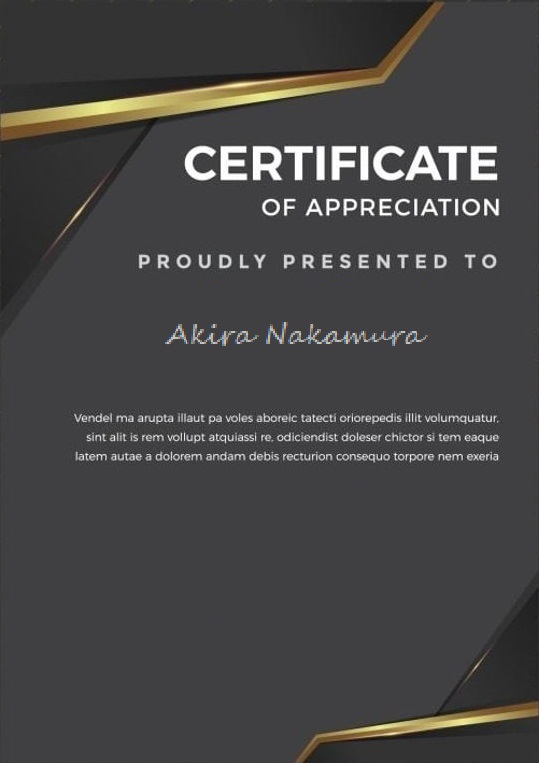 CERTIFICATE
OF APPRECIATION
PROUDLY PRESENTED TO
Akira Nakamura
Vendel ma arupta illaut pa voles aboreic tatecti oriorepedis illit volumquatur,
sint alit is rem vollupt atquiassi re, odiciendist doleser chictor si tem eaque
latem autae a dolorem andam debis recturion consequo torpore nem exeria